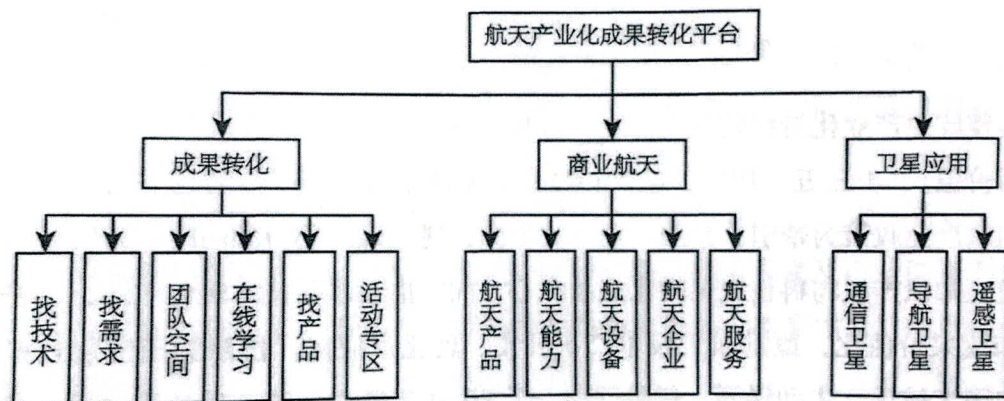 航天产业化成果转化平台
成果转化
商业航天
卫星应用
找技术
找需求
团队空间
在线学习
找产品
活动专区
航天产品
航天能力
航天设备
航天企业
航天服务
通信卫星
导航卫星
遥感卫星